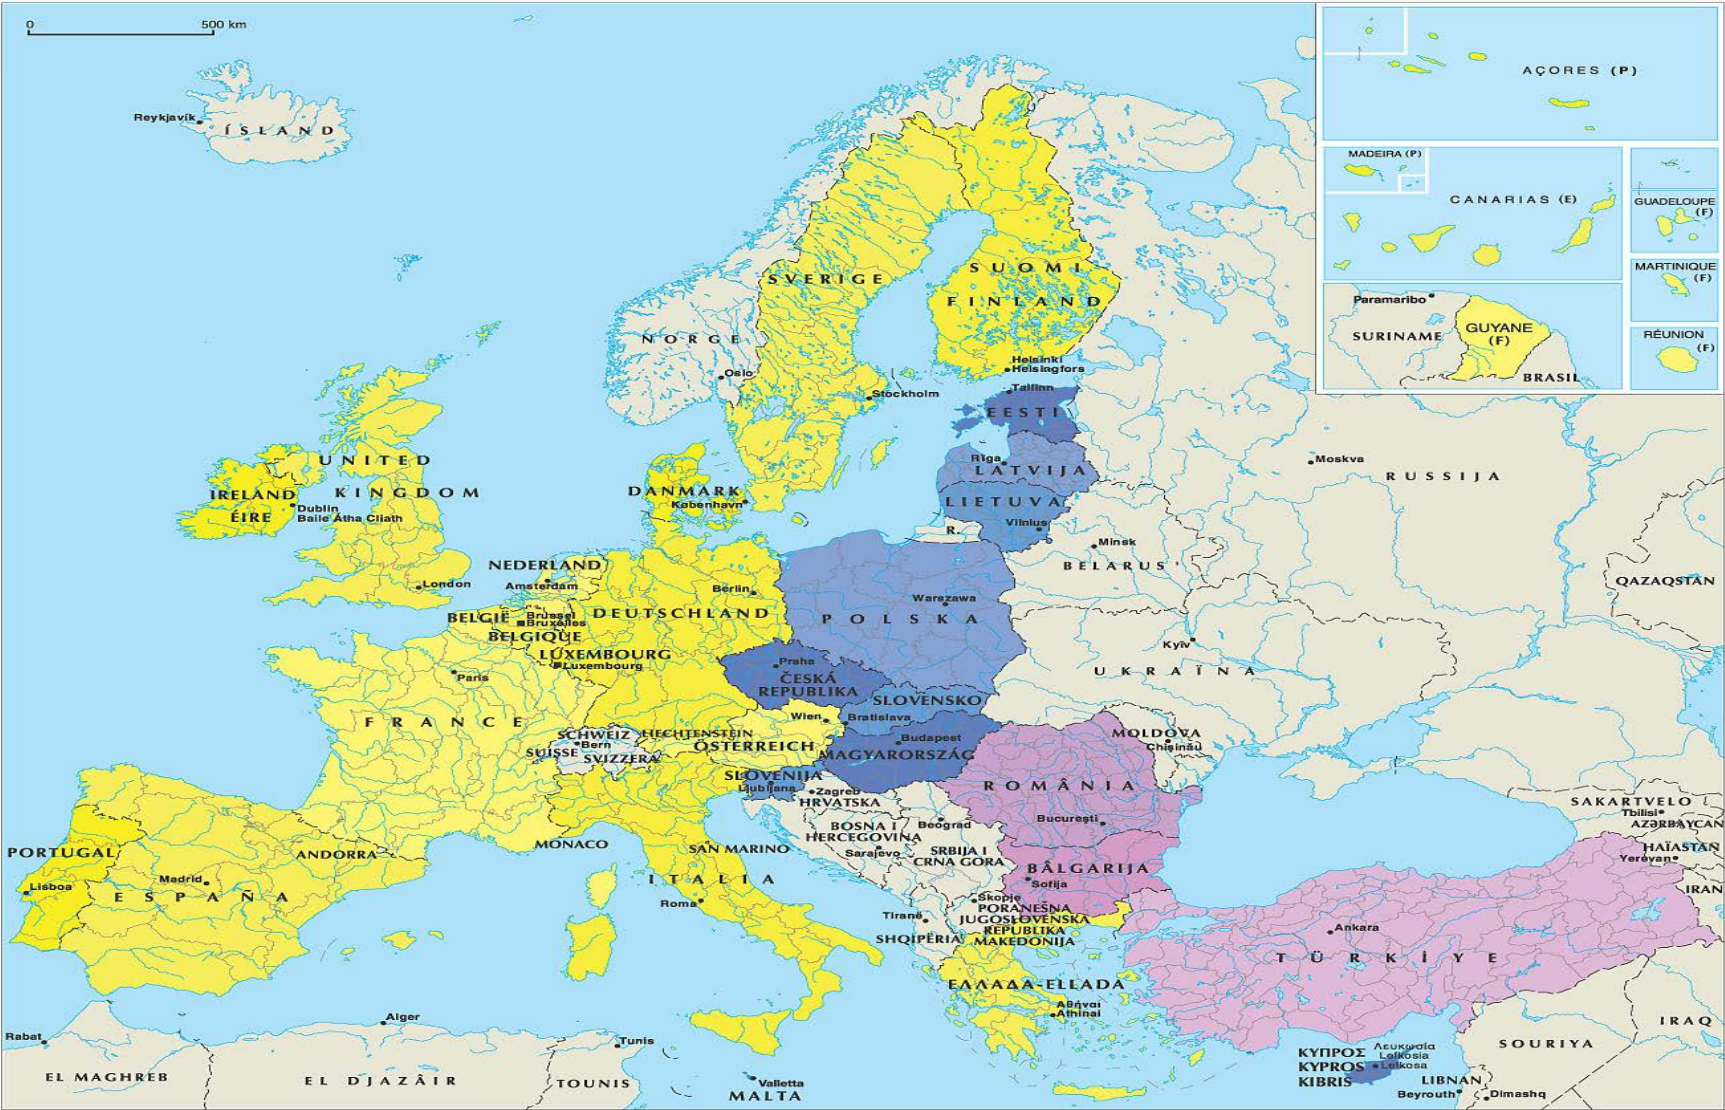 0 500 km
Reykjavík
ÍSLAND
AÇORES (P)
MADEIRA (P)
CANARIAS (E)
GUADELOUPE
(F)
MARTINIQUE
(F)
RÉUNION
(F)
Paramaribo
SURINAME
GUYANE
(F)
BRASIL
SVERIGE
SUOMI
FINLAND
NORGE
Oslo
Helsinki
Helsingfors
Stockholm
Tallinn
EESTI
Rīga
LATVIJA
LIETUVA
Vilnius
R.
Moskva
RUSSIJA
UNITED
KINGDOM
IRELAND
ÉIRE
Dublin
Baile Átha Cliath
London
DANMARK
København
NEDERLAND
Amsterdam
BELGIË
Brussel
Bruxelles
BELGIQUE
LUXEMBOURG
Luxembourg
Berlin
DEUTSCHLAND
Warszawa
POLSKA
Minsk
BELARUS'
QAZAQSTAN
Kyïv
UKRAÏNA
Praha
ČESKÁ
REPUBLIKA
SLOVENSKO
Bratislava
Wien
Paris
FRANCE
SCHWEIZ
Bern
SUISSE
SVIZZERA
LIECHTENSTEIN
ÖSTERREICH
Budapest
MAGYARORSZÁG
MOLDOVA
Chişinău
SLOVENIJA
Ljubljana
Zagreb
HRVATSKA
ROMÂNIA
Bucureşti
BOSNA I
HERCEGOVINA
Sarajevo
Beograd
SRBIJA I
CRNA GORA
MONACO
SAN MARINO
ANDORRA
PORTUGAL
Lisboa
Madrid
ESPAÑA
ITALIA
Roma
BÂLGARIJA
Sofija
Skopje
PORANEŠNA
JUGOSLOVENSKA
REPUBLIKA
MAKEDONIJA
Tiranë
SHQIPËRIA
ΕΛΛΑΔΑ-ELLADA
Αθήναι
Athinai
Ankara
TÜRKİYE
SAKARTVELO
Tbilisi
AZƏRBAYCAN
HAÏASTAN
Yerevan
IRAN
IRAQ
SOURIYA
ΚΥΠΡΟΣ
KYPROS
KIBRIS
Λευκωσία
Lefkosia
Lefkosa
LIBNAN
Beyrouth
Dimashq
Rabat
EL MAGHREB
Alger
EL DJAZÂIR
Tunis
TOUNIS
Valletta
MALTA